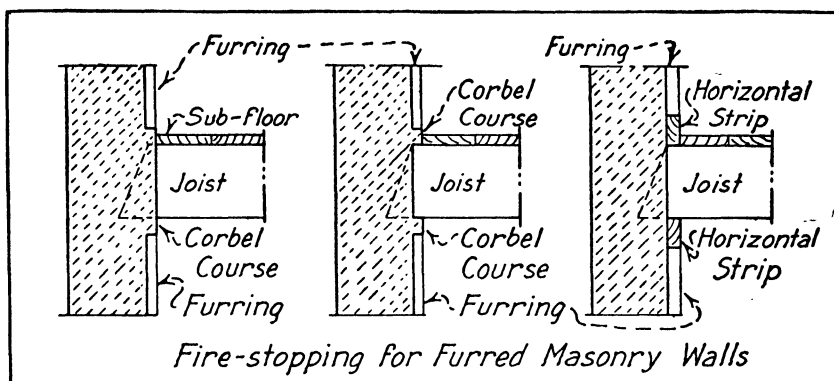 Furring
Sub-floor
Joist
Corbel
Course
Furring
Corbel
Course
Joist
Corbel
Course
Furring
Furring
Horizontal
Strip
Joist
Horizontal
Strip
Fire-stopping for Furred Masonry Walls